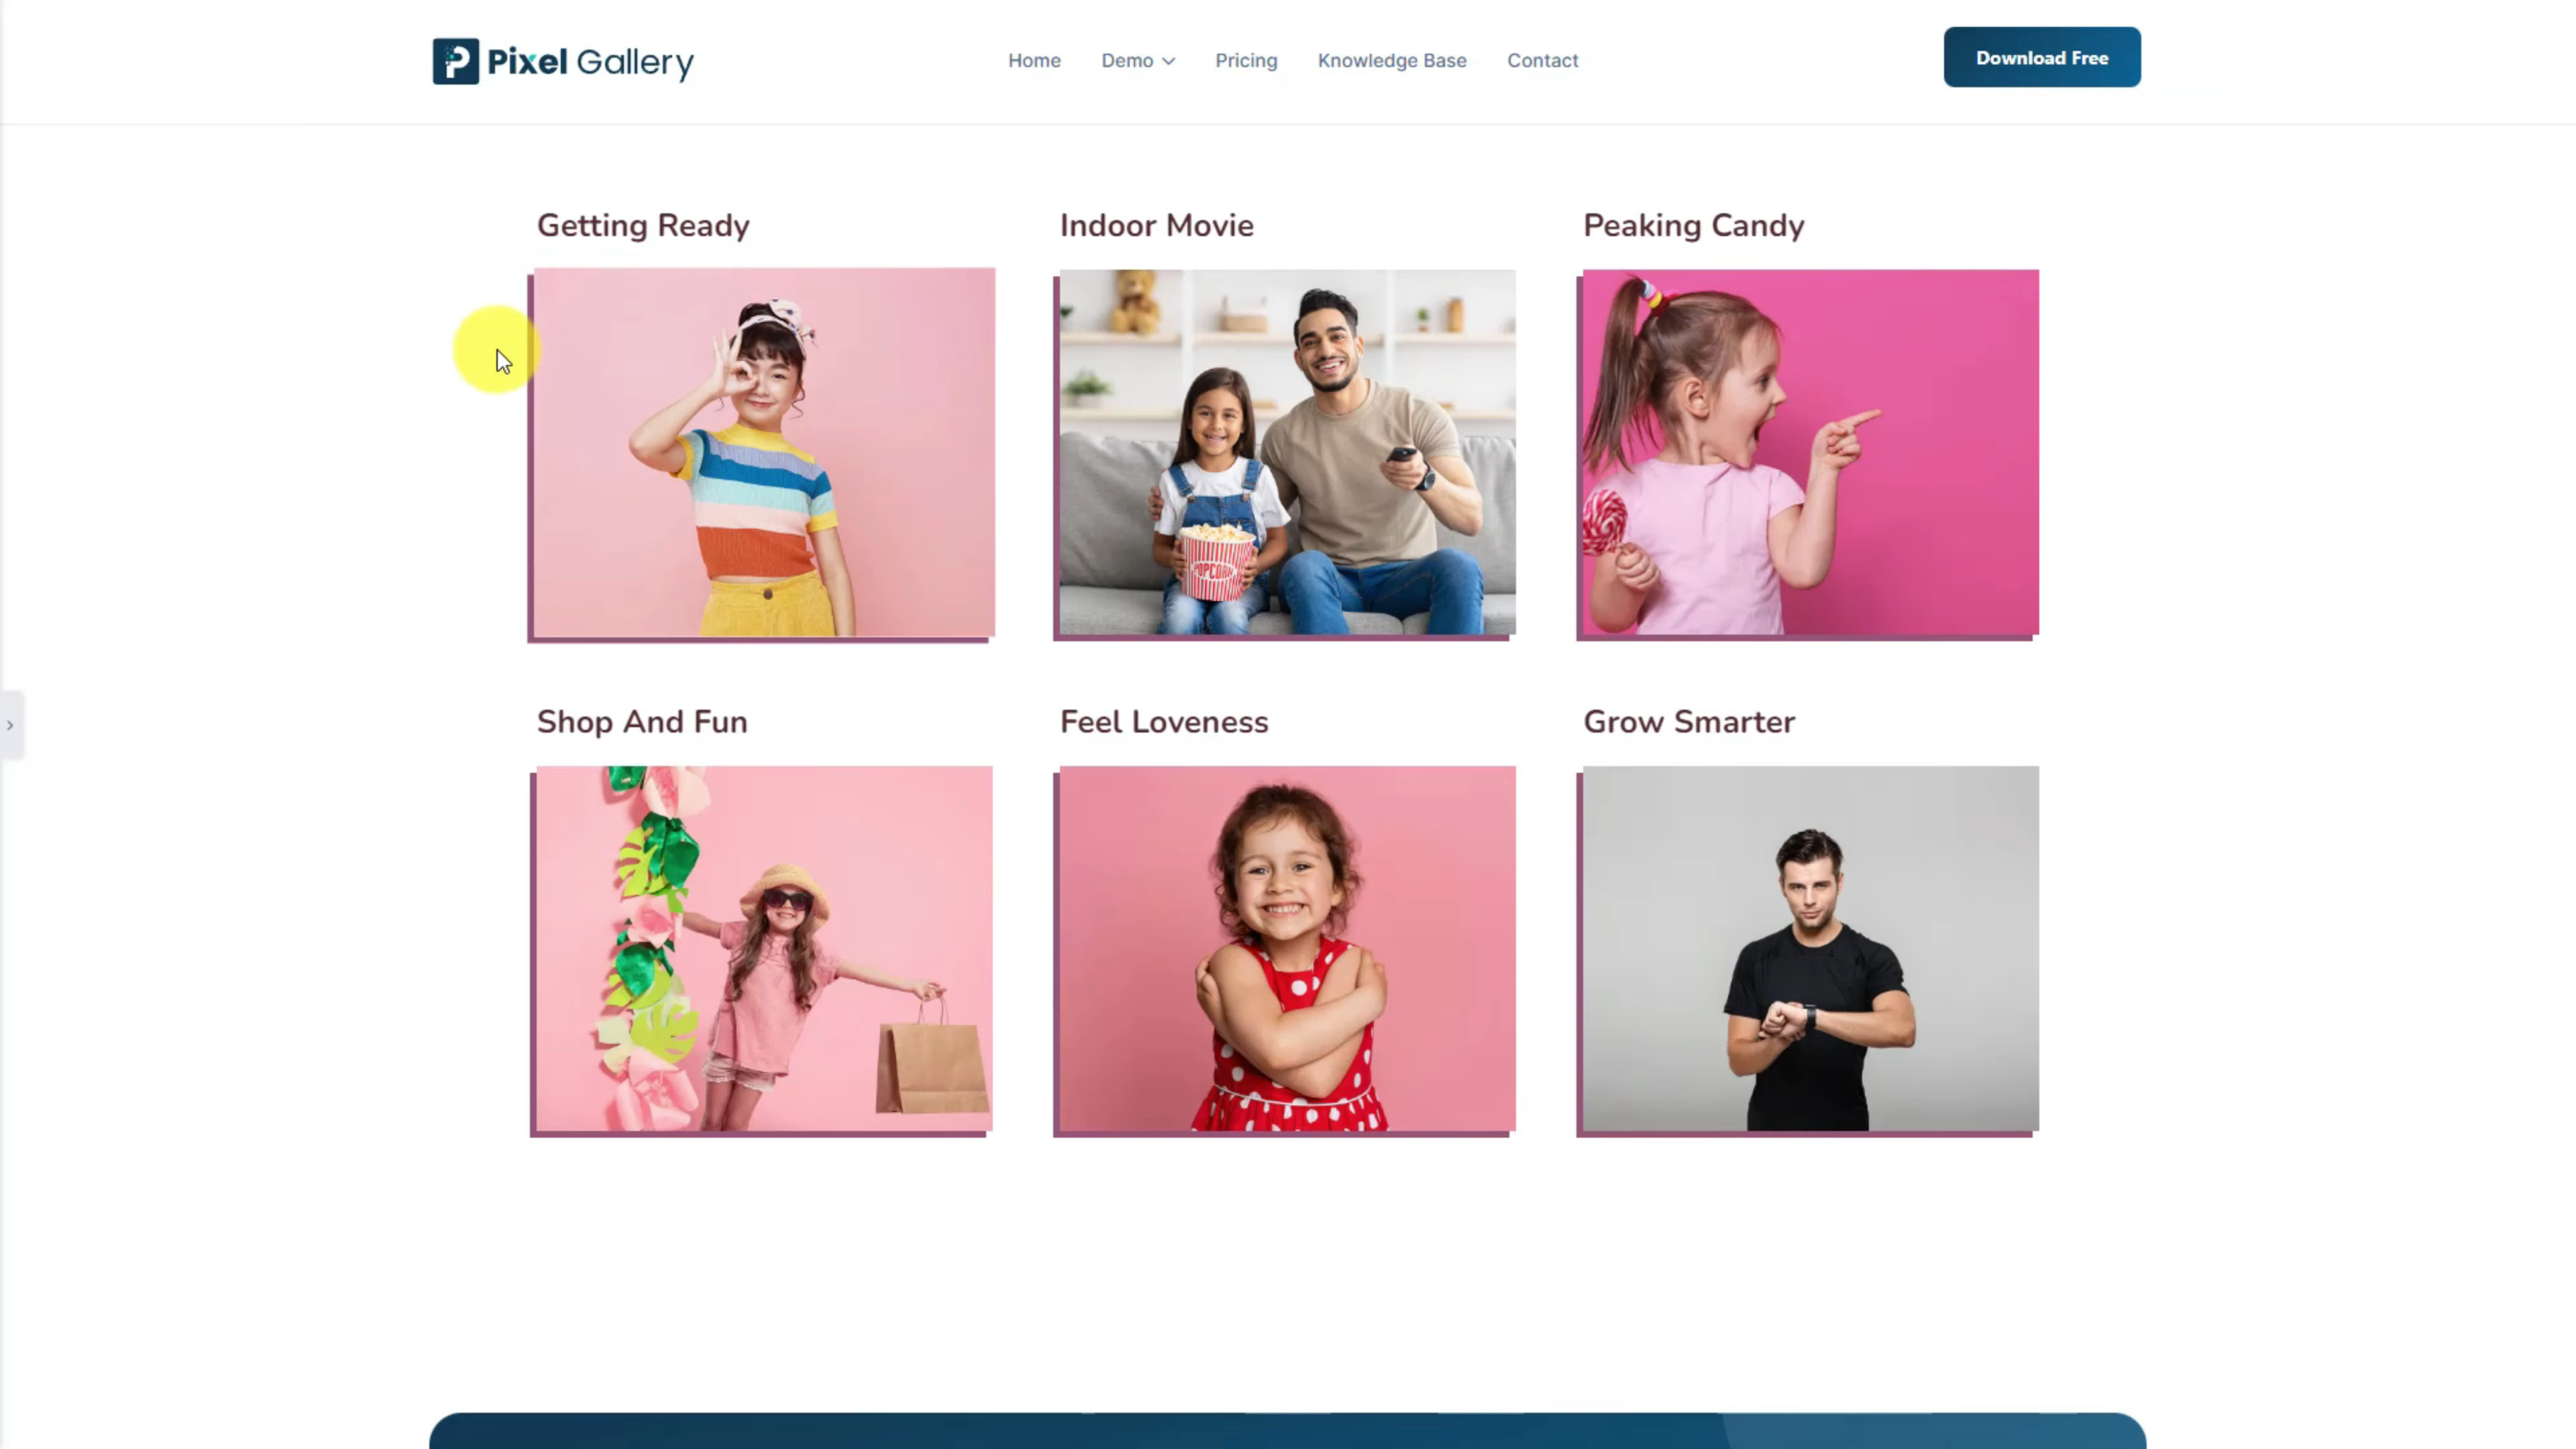 Pixel Gallery
Home
Demo
Pricing
Knowledge Base
Contact
Download Free
Getting Ready
Indoor Movie
Peaking Candy
POPCORN
Shop And Fun
Feel Loveness
Grow Smarter